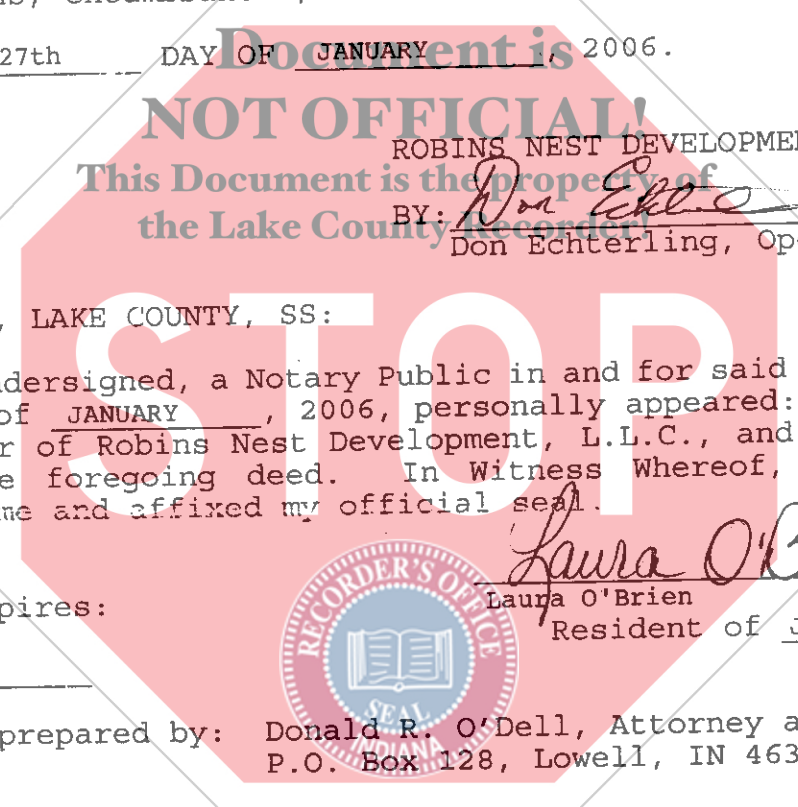 27th DAY OF JANUARY, 2006.
Document is
NOT OFFICIAL!
This Document is the property of
the Lake County Recorder!
ROBINS NEST DEVELOPME
BY: Don
Don Echterling, Op
, LAKE COUNTY, SS:
STOP
dersigned, a Notary Public in and for said
of JANUARY, 2006, personally appeared:
r of Robins Nest Development, L.L.C., and
e foregoing deed. In Witness Whereof,
me and affixed my official seal.
Laura O'B
Laura O'Brien
Resident of J
pires:
RECORDER'S OFFICE
SEAL
INDIANA
prepared by: Donald R. O'Dell, Attorney a
P.O. Box 128, Lowell, IN 463